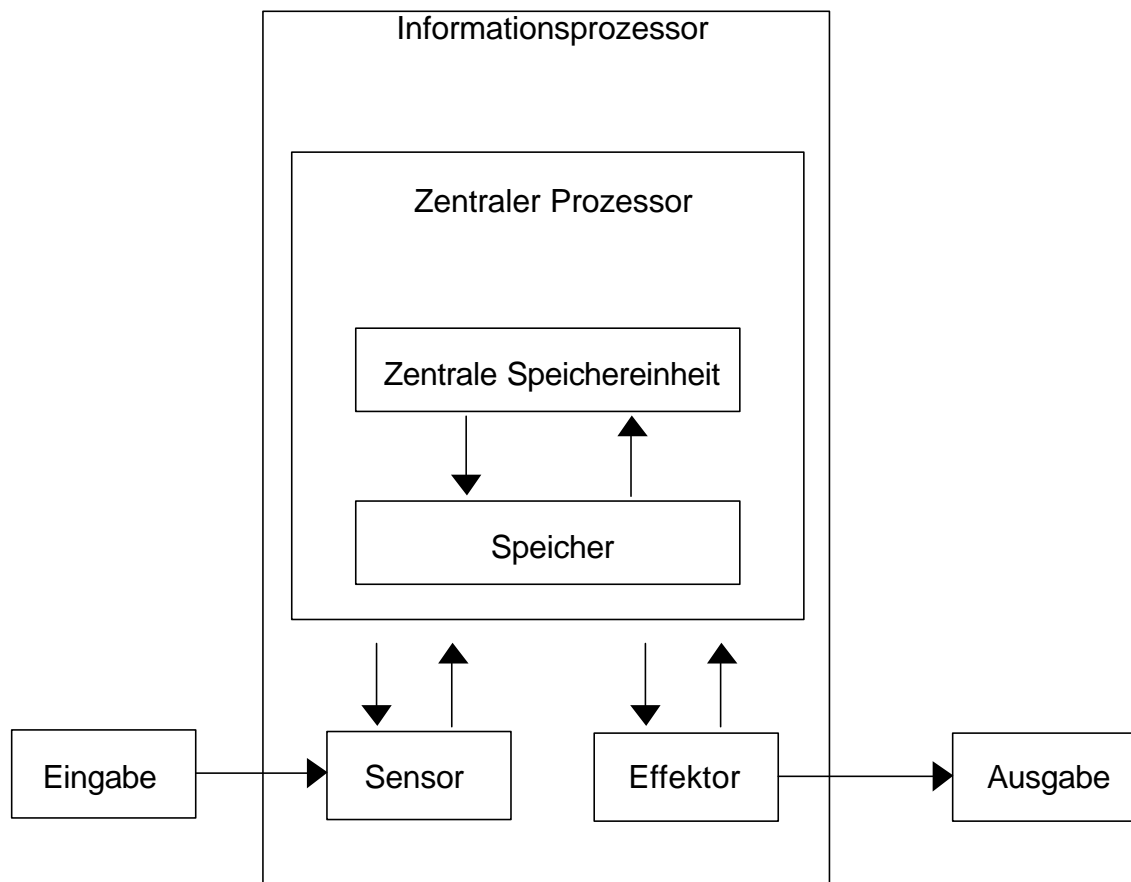 Informationsprozessor
Zentraler Prozessor
Zentrale Speichereinheit
Speicher
Eingabe
Sensor
Effektor
Ausgabe